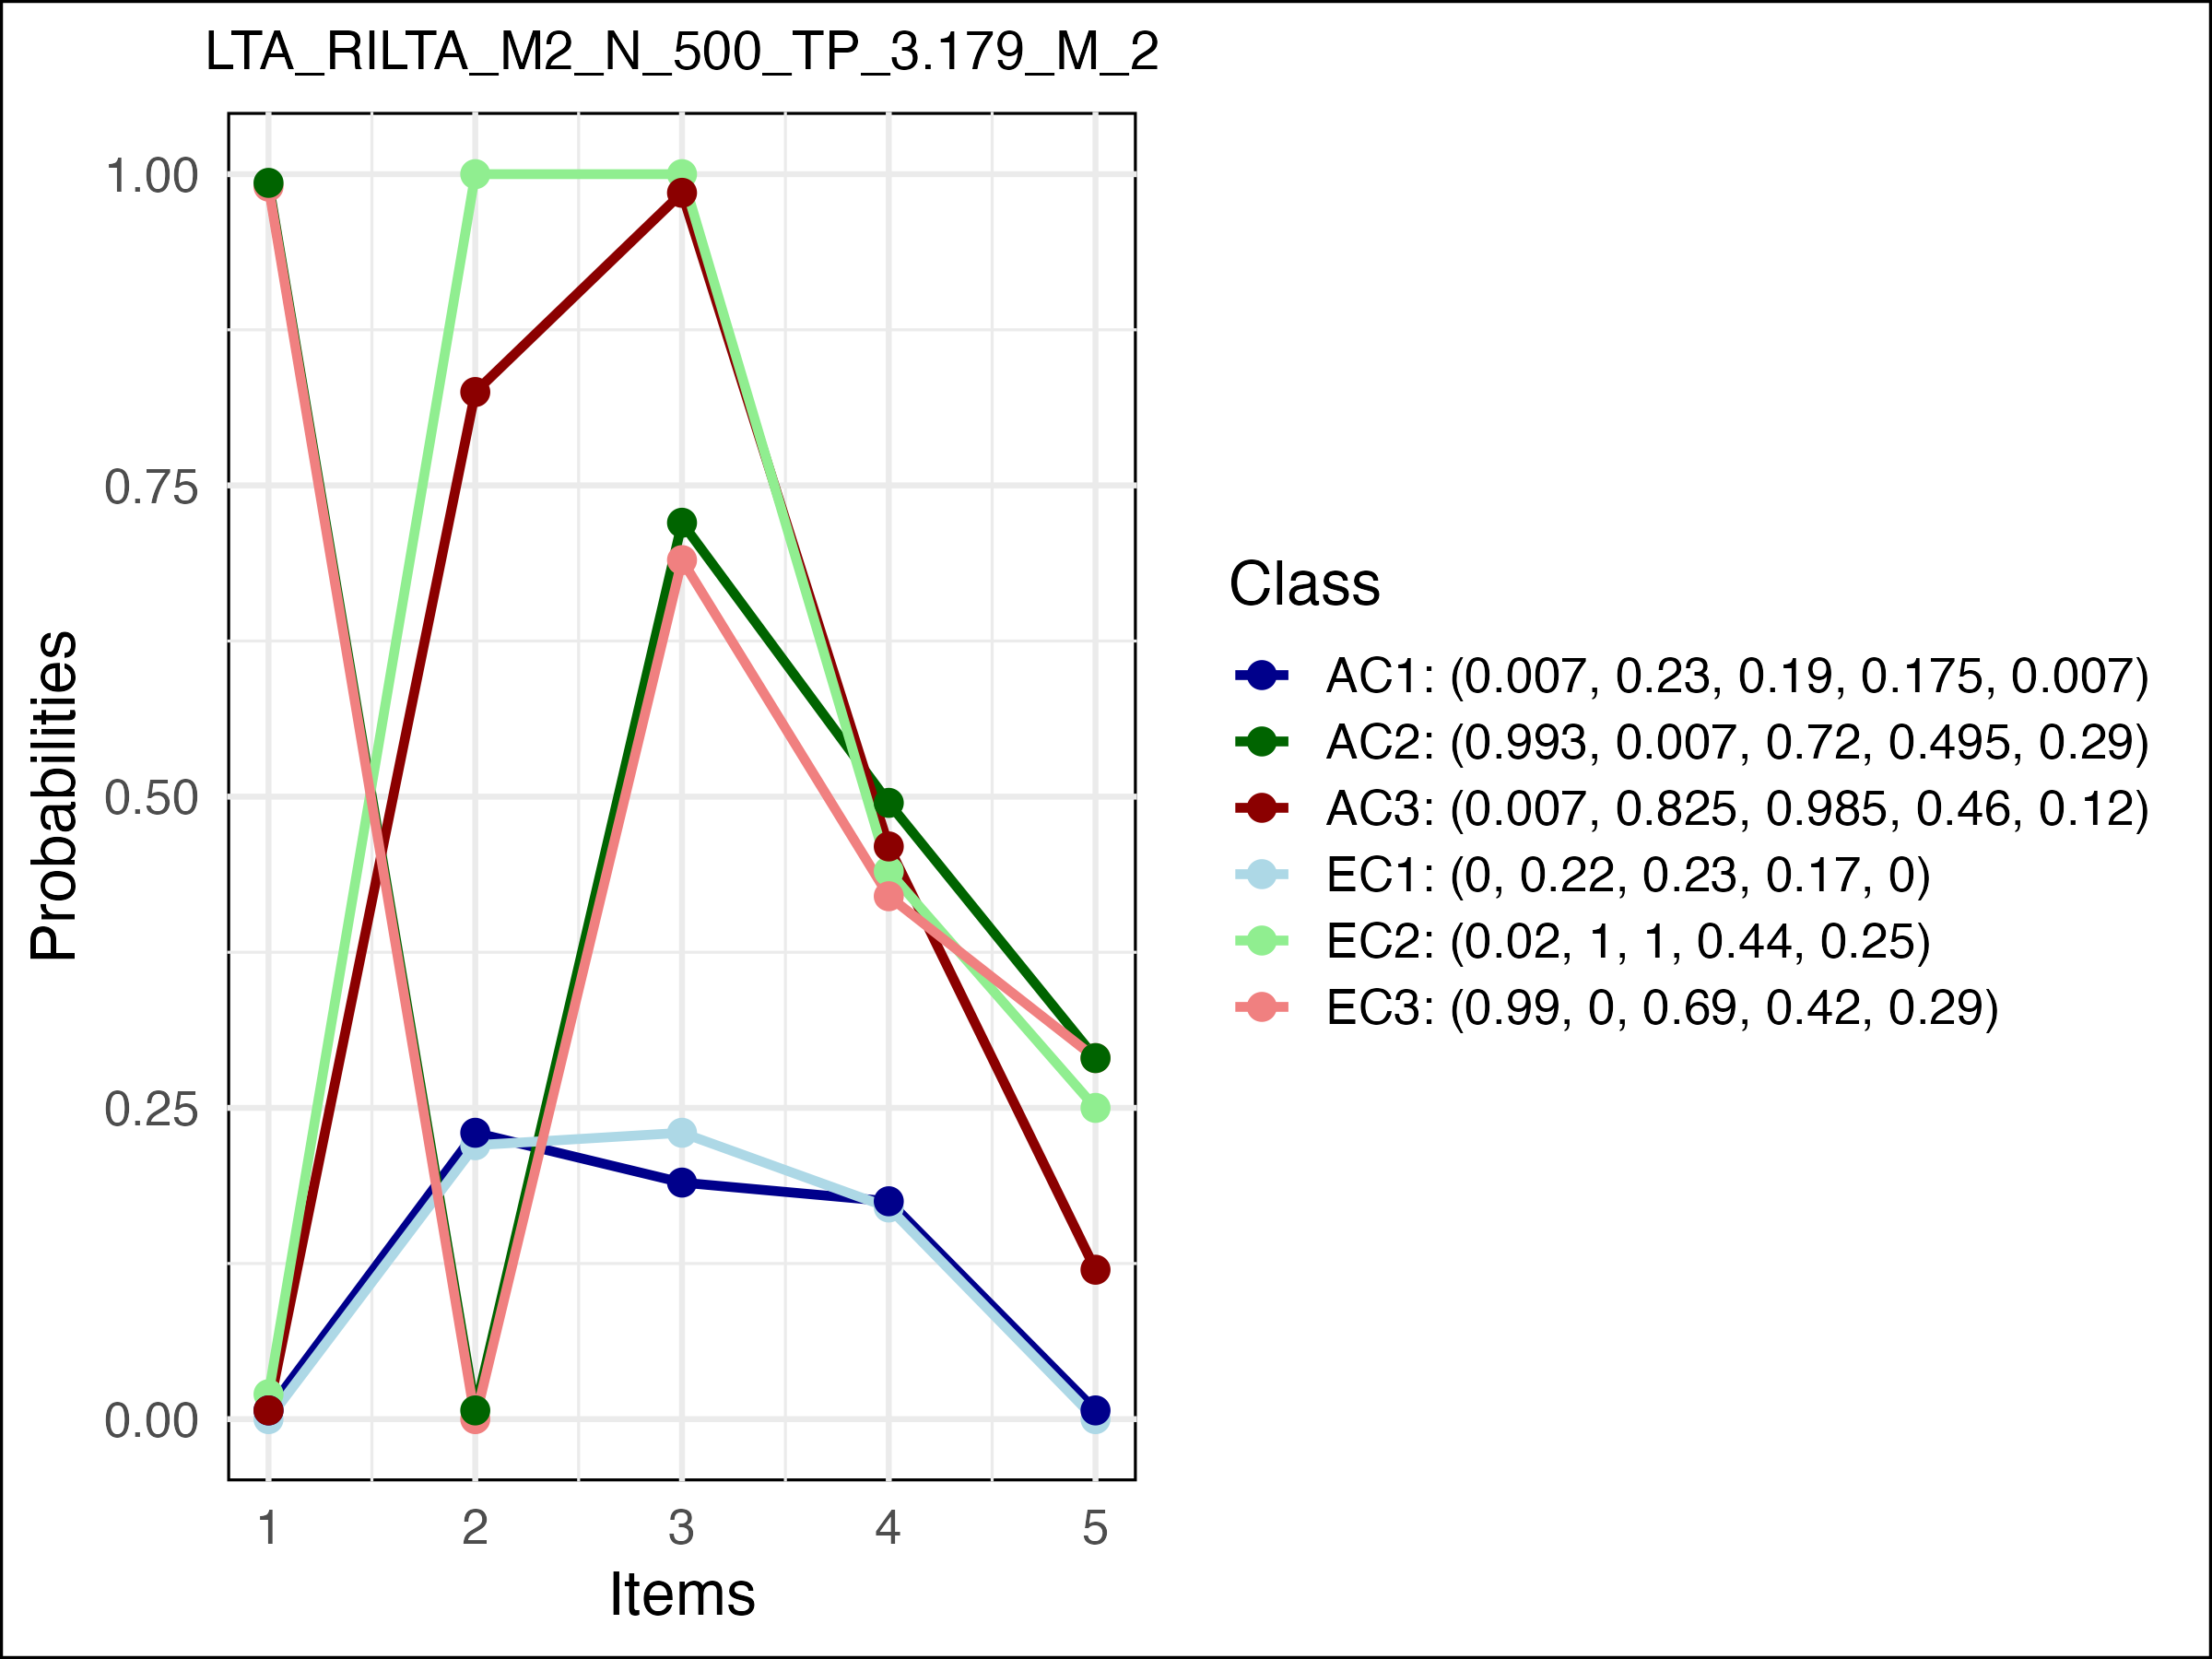 LTA_RILTA_M2_N_500_TP_3.179_M_2
Probabilities
1.00
0.75
0.50
0.25
0.00
1 2 3 4 5
Items
Class
AC1: (0.007, 0.23, 0.19, 0.175, 0.007)
AC2: (0.993, 0.007, 0.72, 0.495, 0.29)
AC3: (0.007, 0.825, 0.985, 0.46, 0.12)
EC1: (0, 0.22, 0.23, 0.17, 0)
EC2: (0.02, 1, 1, 0.44, 0.25)
EC3: (0.99, 0, 0.69, 0.42, 0.29)